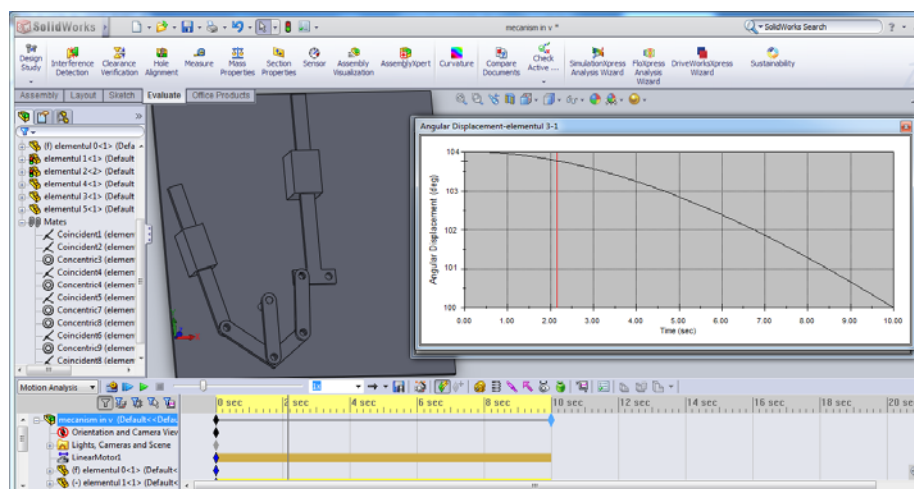 SolidWorks
mecanism in v *
SolidWorks Search
?
Design Study
Interference Detection
Clearance Verification
Hole Alignment
Measure
Mass Properties
Section Properties
Sensor
Assembly Visualization
AssemblyXpert
Curvature
Compare Documents
Check Active ...
SimulationXpress Analysis Wizard
FloXpress Analysis Wizard
DriveWorksXpress Wizard
Sustainability
Assembly Layout Sketch Evaluate Office Products
»
(f) elementul 0<1> (Defa
elementul 1<1> (Default
elementul 2<2> (Default
elementul 4<1> (Default
elementul 3<1> (Default
elementul 5<1> (Default
Mates
Coincident1 (elemen
Coincident2 (elemen
Concentric3 (elemen
Coincident4 (elemen
Concentric4 (elemen
Coincident5 (elemen
Concentric7 (elemen
Concentric8 (elemen
Coincident6 (elemen
Concentric9 (elemen
Coincident8 (elemen
Angular Displacement-elementul 3-1
Angular Displacement (deg)
104
103
102
101
100
0.00 1.00 2.00 3.00 4.00 5.00 6.00 7.00 8.00 9.00 10.00
Time (sec)
Motion Analysis
1x
0 sec 2 sec 4 sec 6 sec 8 sec 10 sec 12 sec 14 sec 16 sec 18 sec 20 se
mecanism in v (Default<<Defau
Orientation and Camera View
Lights, Cameras and Scene
LinearMotor1
(f) elementul 0<1> (Default<
(-) elementul 1<1> (Default<